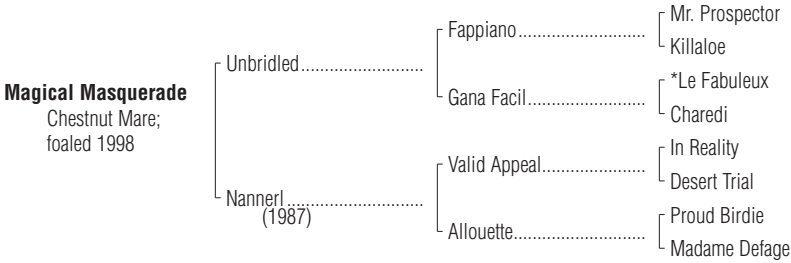 Mr. Prospector
Fappiano..............................
Killaloe
Unbridled............................
*Le Fabuleux
Gana Facil............................
Charedi
Magical Masquerade
Chestnut Mare;
foaled 1998
In Reality
Valid Appeal.........................
Desert Trial
Nannerl................................
(1987)
Proud Birdie
Allouette...............................
Madame Defage